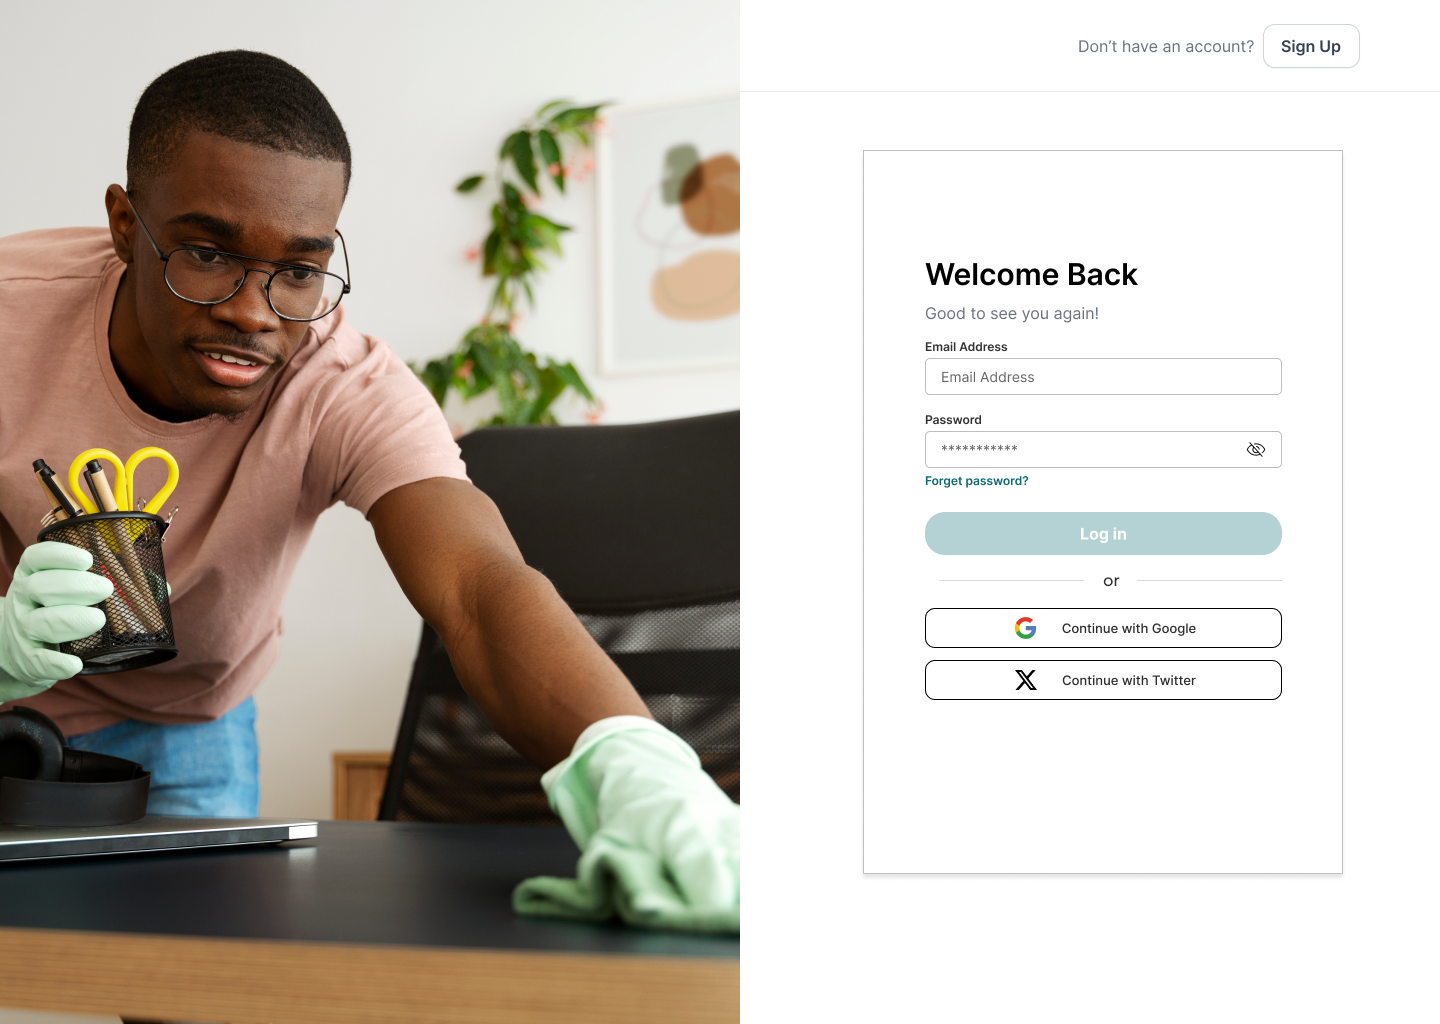 Don’t have an account? Sign Up
Welcome Back
Good to see you again!
Email Address
Email Address
Password
***********
Forget password?
Log in
or
Continue with Google
Continue with Twitter